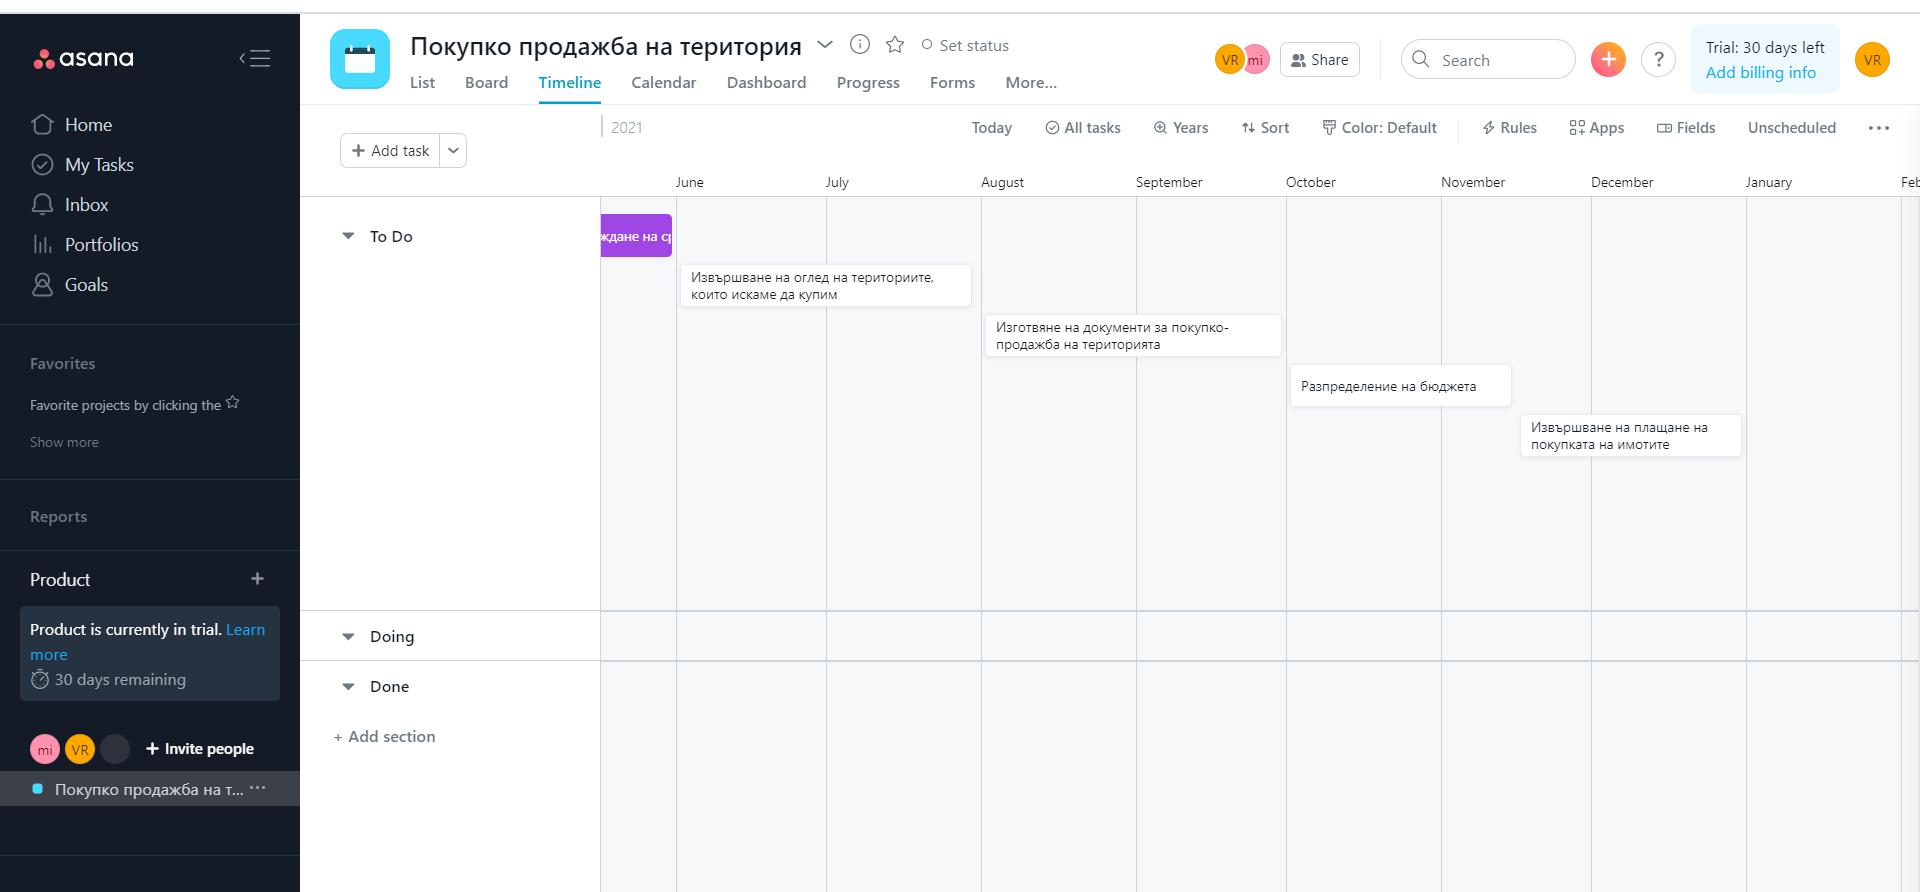 asana
Home
My Tasks
Inbox
Portfolios
Goals
Favorites
Favorite projects by clicking the
Show more
Reports
Product
Product is currently in trial. Learn
more
30 days remaining
mi VR + Invite people
Покупко продажба на т... ...
Покупко продажба на територия
Set status
List Board Timeline Calendar Dashboard Progress Forms More...
VR mi Share
Search
+
?
Trial: 30 days left
Add billing info
VR
+ Add task
2021
Today All tasks Years Sort Color: Default Rules Apps Fields Unscheduled ...
June July August September October November December January Feb
To Do
ждане на ср
Извършване на оглед на териториите,
които искаме да купим
Изготвяне на документи за покупко-
продажба на територията
Разпределение на бюджета
Извършване на плащане на
покупката на имотите
Doing
Done
+ Add section